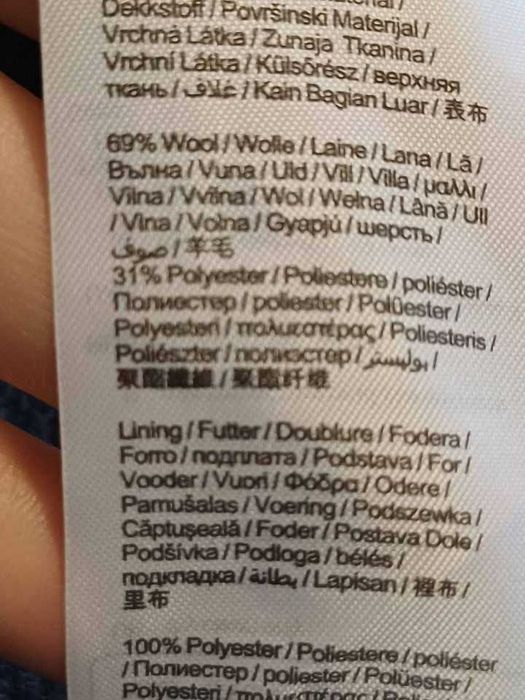 Dekkstoff / Površinski Materijal /
Vrchná Látka / Zunaja Tkanina /
Vrchní Látka / Külsőrész / верхняя
ткань / غلاف / Kain Bagian Luar / 表布
69% Wool / Wolle / Laine / Lana / Lã /
Вълна / Vuna / Uld / Vill / Villa / μαλλι /
Vilna / Vvilna / Wol / Wełna / Lână / Ull
/ Vlna / Volna / Gyapjú / шерсть /
صوف / 羊毛
31% Polyester / Poliestere / poliéster /
Полиестер / poliester / Polüester /
Polyesteri / πολυεστέρας / Poliesteris /
Poliészter / полиэстер / بوليستر /
聚酯纖維 / 聚酯纤维
Lining / Futter / Doublure / Fodera /
Forro / подплата / Podstava / For /
Vooder / Vuori / Φόδρα / Odere /
Pamušalas / Voering / Podszewka /
Căptușeală / Foder / Postava Dole /
Podšívka / Podloga / bélés /
подкладка / بطانة / Lapisan / 裡布 /
里布
100% Polyester / Poliestere / poliéster
/ Полиестер / poliester / Polüester /
Polyesteri / πολυεστέρας /